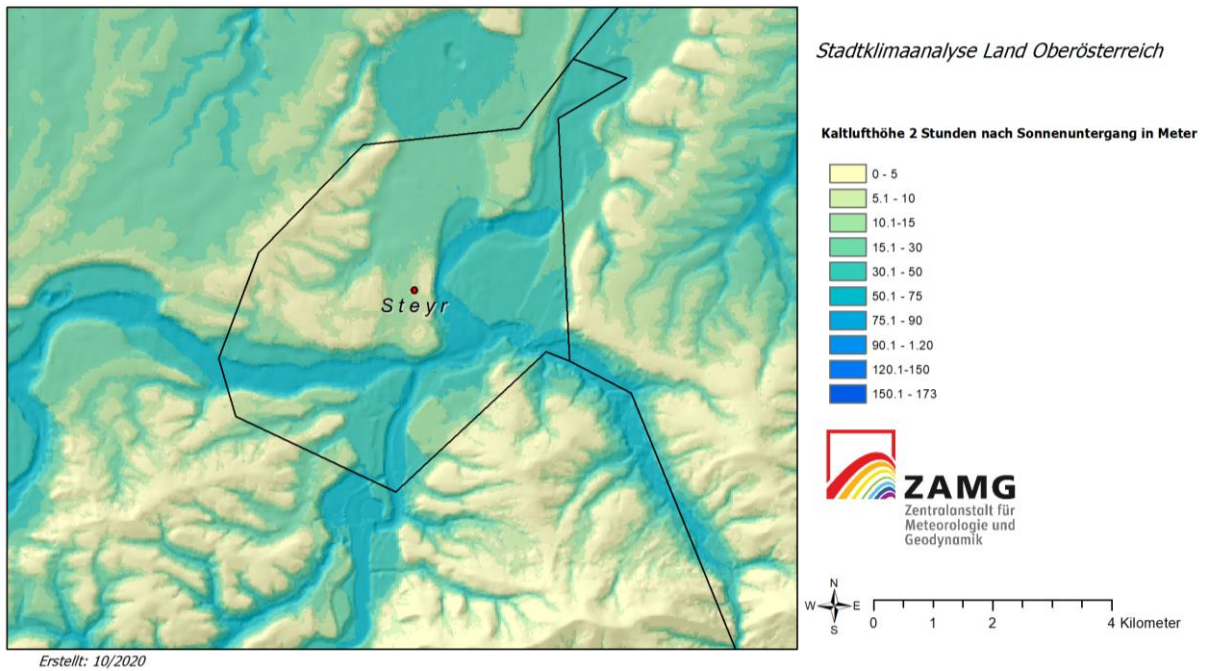 Stadtklimaanalyse Land Oberösterreich
Kaltlufthöhe 2 Stunden nach Sonnenuntergang in Meter
0 - 5
5.1 - 10
10.1-15
15.1 - 30
30.1 - 50
50.1 - 75
75.1 - 90
90.1 - 1.20
120.1-150
150.1 - 173
Steyr
ZAMG
Zentralanstalt für
Meteorologie und
Geodynamik
N
W E
S
0 1 2 4 Kilometer
Erstellt: 10/2020